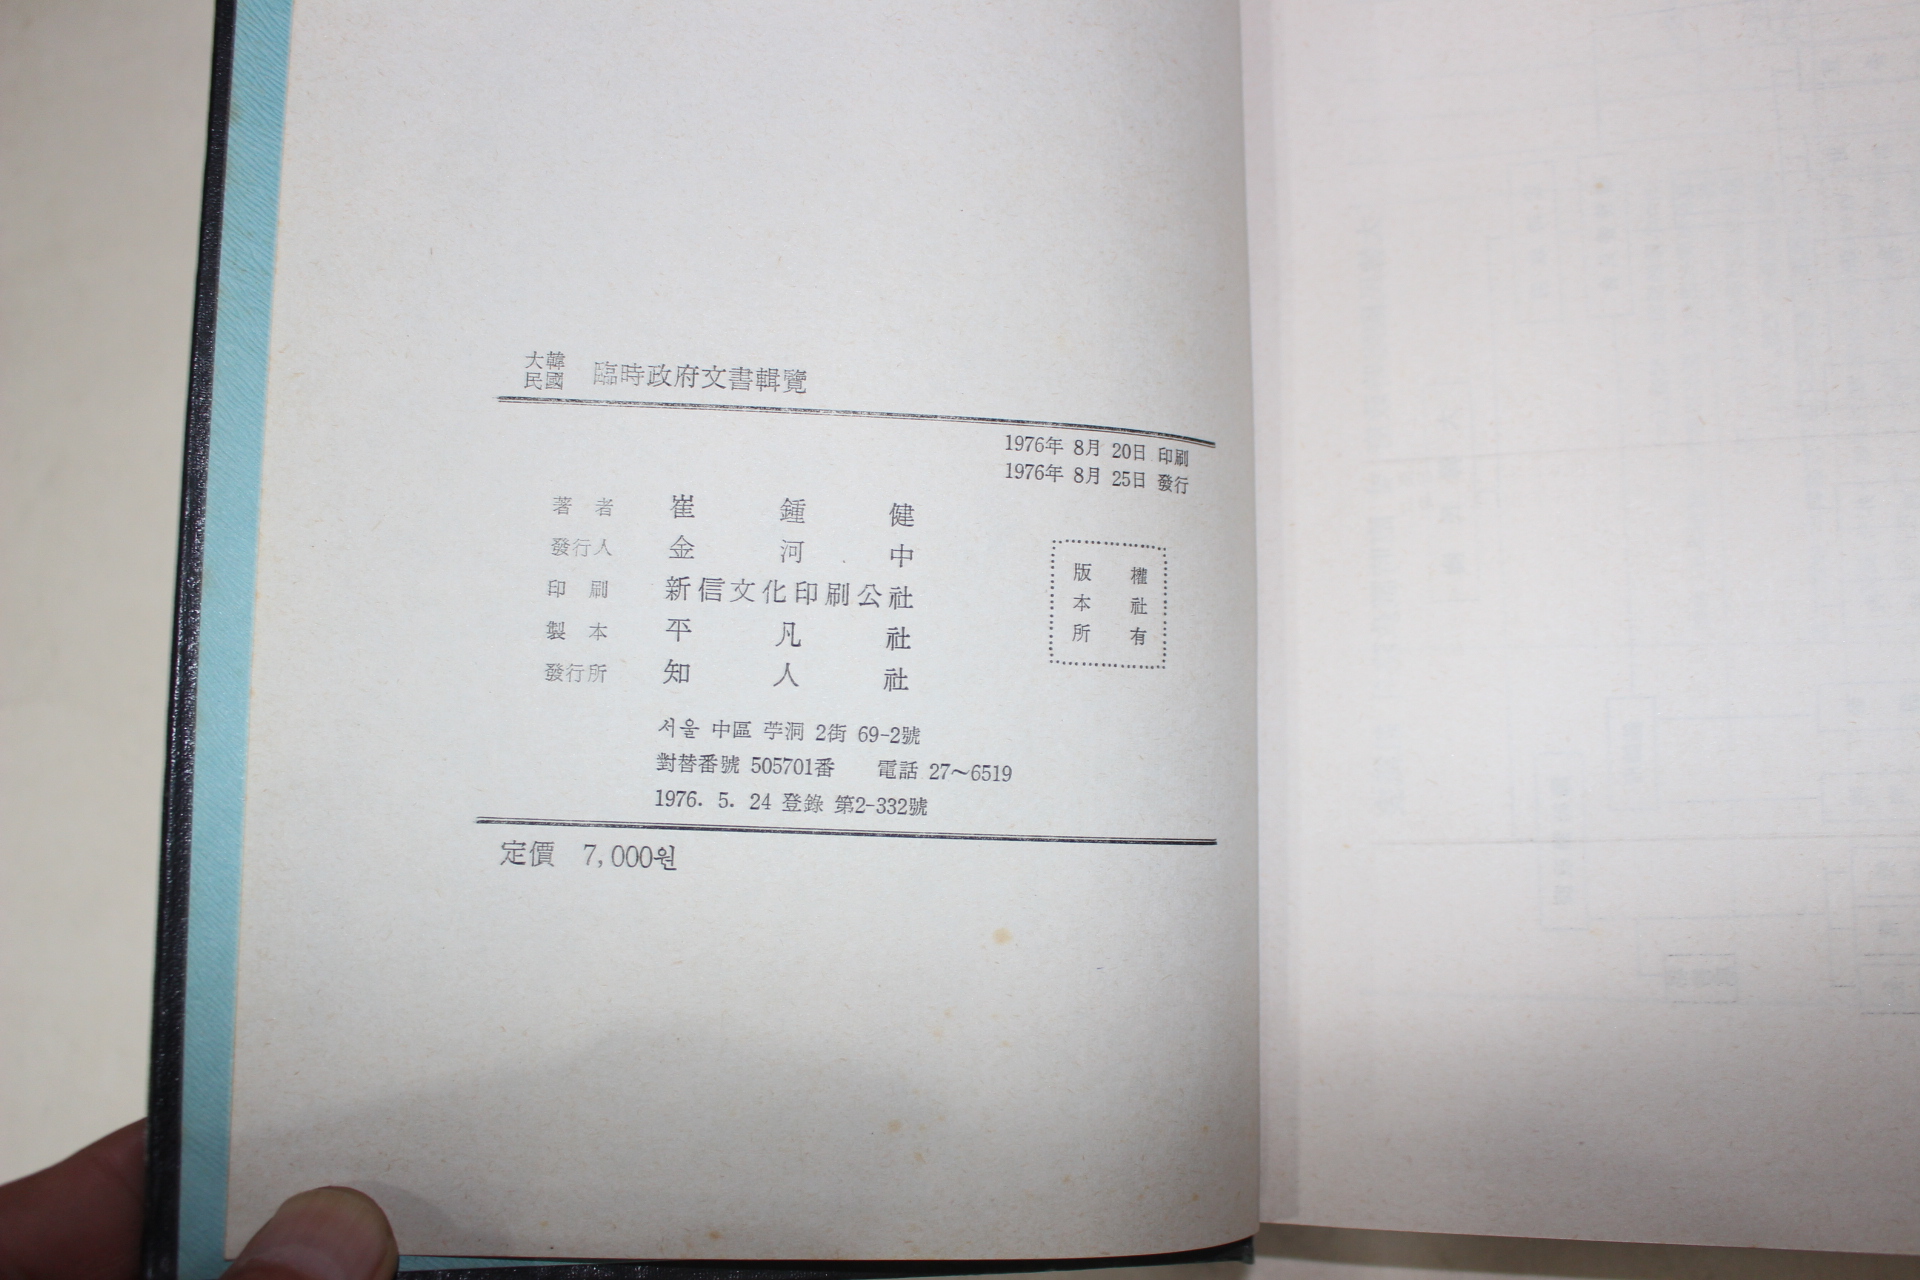 大韓
民國 臨時政府文書輯覽
1976年 8月 20日 印刷
1976年 8月 25日 發行
著者 崔鍾健
發行人 金河中
印刷 新信文化印刷公社
製本 平凡社
發行所 知人社
版權
本社
所有
서울 中區 苧洞 2街 69-2號
對替番號 505701番 電話 27~6519
1976. 5. 24 登錄 第2-332號
定價 7,000원